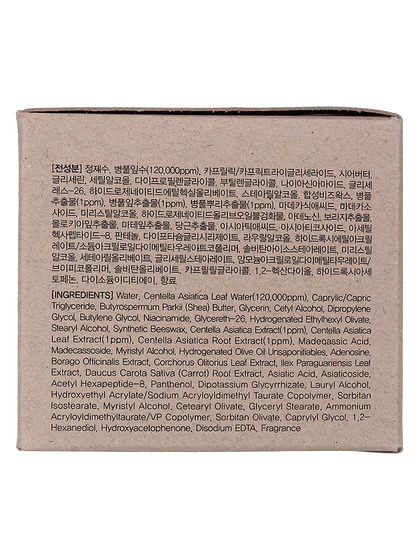 [전성분] 정제수, 병풀잎수(120,000ppm), 카프릴릭/카프릭트라이글리세라이드, 시어버터,
글리세린, 세틸알코올, 다이프로필렌글라이콜, 부틸렌글라이콜, 나이아신아마이드, 글리세
레스-26, 하이드로제네이티드에틸헥실올리베이트, 스테아릴알코올, 합성비즈왁스, 병풀
추출물(1ppm), 병풀잎추출물(1ppm), 병풀뿌리추출물(1ppm), 마데카식애씨드, 마데카소
사이드, 미리스틸알코올, 하이드로제네이티드올리브오일불검화물, 아데노신, 보리지추출물,
몰로키아잎추출물, 마테잎추출물, 당근추출물, 아시아틱애씨드, 아시아티코사이드, 아세틸
헥사펩타이드-8, 판테놀, 다이포타슘글리시리제이트, 라우릴알코올, 하이드록시에틸아크릴
레이트/소듐아크릴로일다이메틸타우레이트코폴리머, 솔비탄아이소스테아레이트, 미리스틸
알코올, 세테아릴올리베이트, 글리세릴스테아레이트, 암모늄아크릴로일다이메틸타우레이트/
브이피코폴리머, 솔비탄올리베이트, 카프릴릴글라이콜, 1,2-헥산다이올, 하이드록시아세
토페논, 다이소듐이디티에이, 향료
[INGREDIENTS] Water, Centella Asiatica Leaf Water(120,000ppm), Caprylic/Capric
Triglyceride, Butyrospermum Parkii (Shea) Butter, Glycerin, Cetyl Alcohol, Dipropylene
Glycol, Butylene Glycol, Niacinamide, Glycereth-26, Hydrogenated Ethylhexyl Olivate,
Stearyl Alcohol, Synthetic Beeswax, Centella Asiatica Extract(1ppm), Centella Asiatica
Leaf Extract(1ppm), Centella Asiatica Root Extract(1ppm), Madecassic Acid,
Madecassoside, Myristyl Alcohol, Hydrogenated Olive Oil Unsaponifiables, Adenosine,
Borago Officinalis Extract, Corchorus Olitorius Leaf Extract, Ilex Paraguariensis Leaf
Extract, Daucus Carota Sativa (Carrot) Root Extract, Asiatic Acid, Asiaticoside,
Acetyl Hexapeptide-8, Panthenol, Dipotassium Glycyrrhizate, Lauryl Alcohol,
Hydroxyethyl Acrylate/Sodium Acryloyldimethyl Taurate Copolymer, Sorbitan
Isostearate, Myristyl Alcohol, Cetearyl Olivate, Glyceryl Stearate, Ammonium
Acryloyldimethyltaurate/VP Copolymer, Sorbitan Olivate, Caprylyl Glycol, 1,2-
Hexanediol, Hydroxyacetophenone, Disodium EDTA, Fragrance